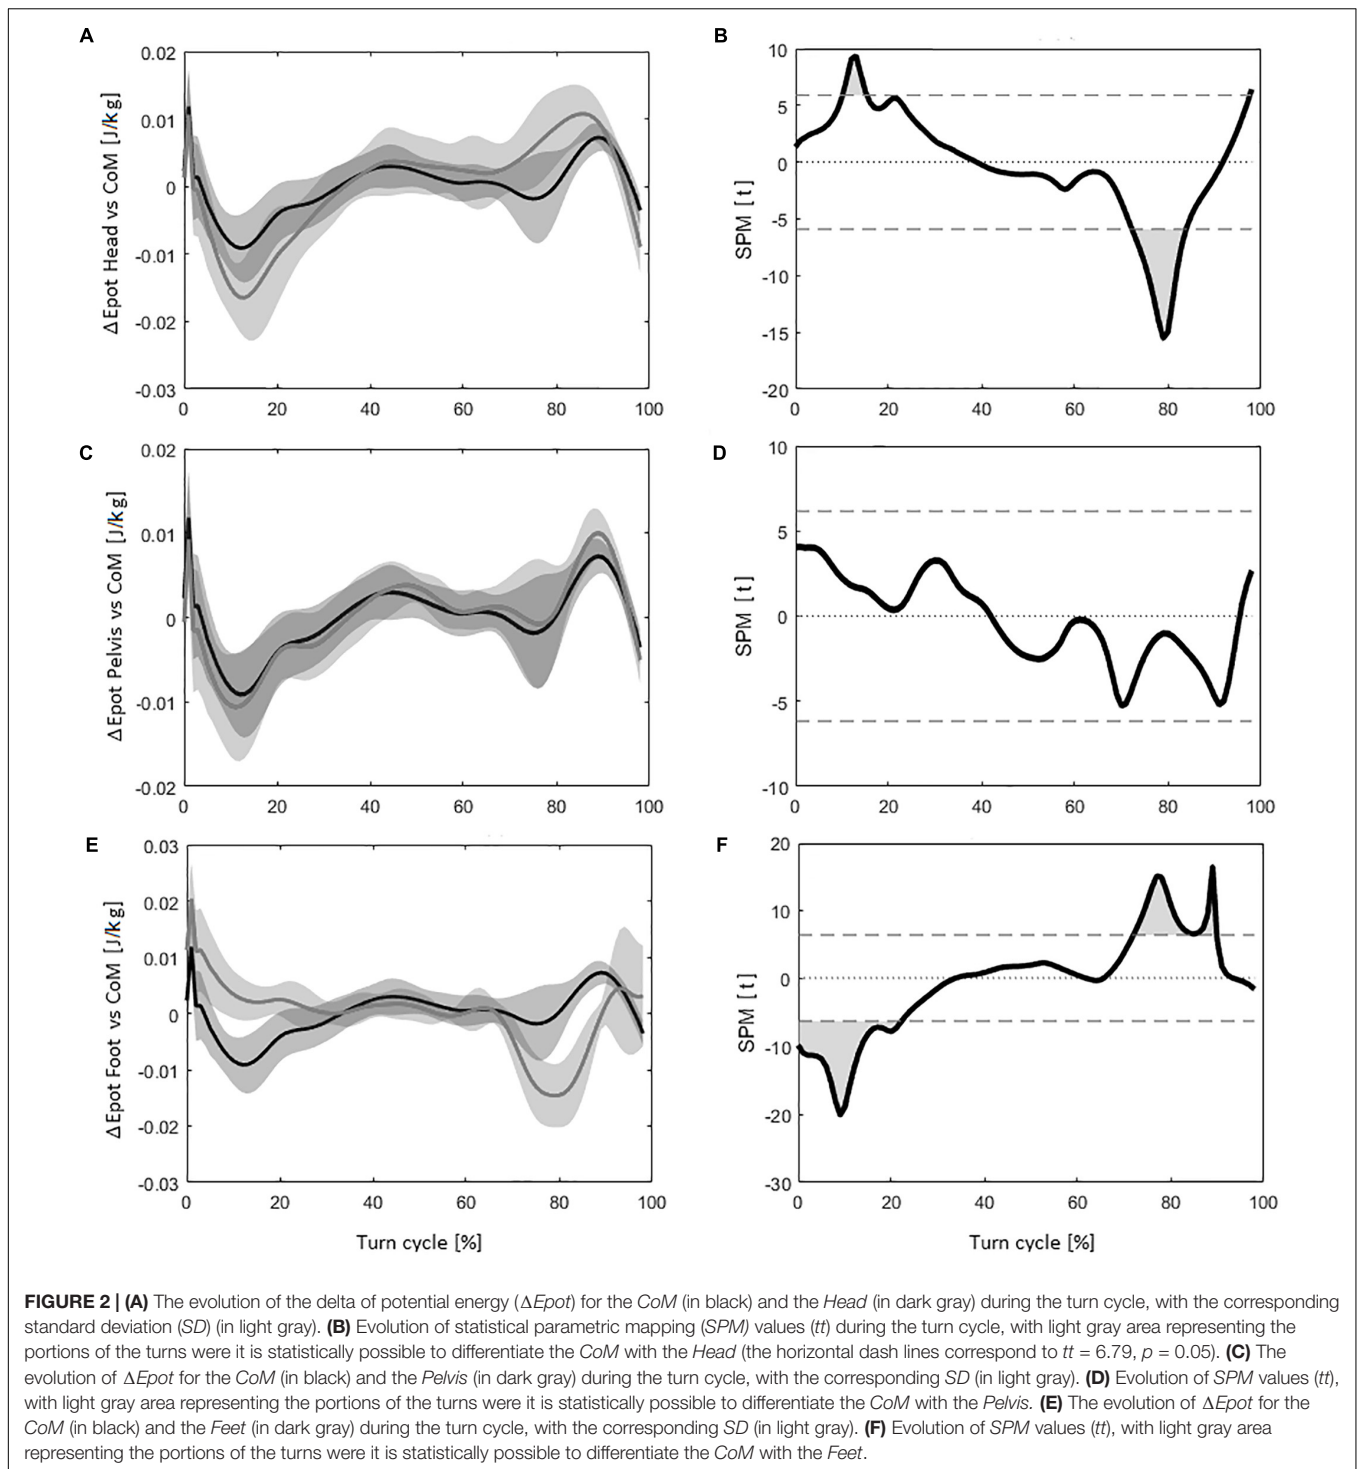 A
0.02
0.01
0
-0.01
-0.02
-0.03
ΔEpot Head vs CoM [J/kg]
0 20 40 60 80 100
B
10
5
0
-5
-10
-15
-20
SPM [t]
0 20 40 60 80 100
C
0.02
0.01
0
-0.01
-0.02
ΔEpot Pelvis vs CoM [J/kg]
0 20 40 60 80 100
D
10
5
0
-5
-10
SPM [t]
0 20 40 60 80 100
E
0.03
0.02
0.01
0
-0.01
-0.02
-0.03
ΔEpot Foot vs CoM [J/kg]
0 20 40 60 80 100
Turn cycle [%]
F
20
10
0
-10
-20
-30
SPM [t]
0 20 40 60 80 100
Turn cycle [%]
FIGURE 2 | (A) The evolution of the delta of potential energy (ΔEpot) for the CoM (in black) and the Head (in dark gray) during the turn cycle, with the corresponding
standard deviation (SD) (in light gray). (B) Evolution of statistical parametric mapping (SPM) values (tt) during the turn cycle, with light gray area representing the
portions of the turns were it is statistically possible to differentiate the CoM with the Head (the horizontal dash lines correspond to tt = 6.79, p = 0.05). (C) The
evolution of ΔEpot for the CoM (in black) and the Pelvis (in dark gray) during the turn cycle, with the corresponding SD (in light gray). (D) Evolution of SPM values (tt),
with light gray area representing the portions of the turns were it is statistically possible to differentiate the CoM with the Pelvis. (E) The evolution of ΔEpot for the
CoM (in black) and the Feet (in dark gray) during the turn cycle, with the corresponding SD (in light gray). (F) Evolution of SPM values (tt), with light gray area
representing the portions of the turns were it is statistically possible to differentiate the CoM with the Feet.